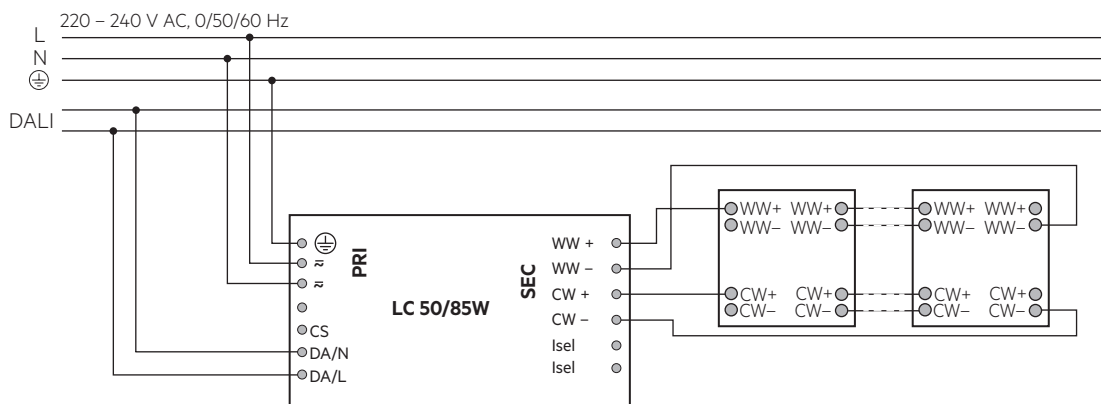 220 – 240 V AC, 0/50/60 Hz
L
N
DALI
PRI
SEC
LC 50/85W
≂
≂
CS
DA/N
DA/L
WW +
WW –
CW +
CW –
Isel
Isel
WW+ WW+ WW+ WW+
WW– WW– WW– WW–
CW+ CW+ CW+ CW+
CW– CW– CW– CW–